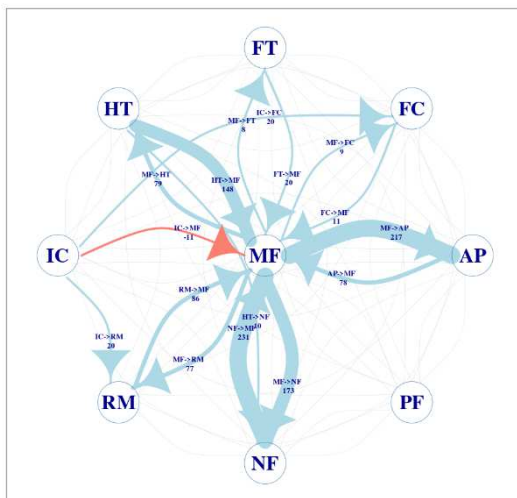 FT
HT
FC
IC->FC
20
MF->FT
8
MF->FC
9
MF->HT
79
HT->MF
148
FT->MF
20
FC->MF
11
IC->MF
-11
MF->AP
217
IC
MF
AP
AP->MF
78
RM->MF
86
HT->NF
10
NF->MF
251
IC->RM
20
MF->RM
77
MF->NF
173
RM
PF
NF